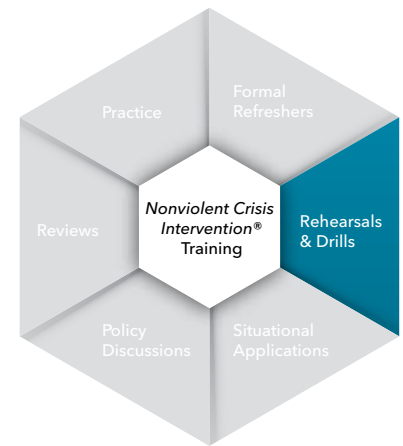 Formal
Refreshers
Practice
Nonviolent Crisis
Intervention®
Training
Rehearsals
& Drills
Reviews
Policy
Discussions
Situational
Applications